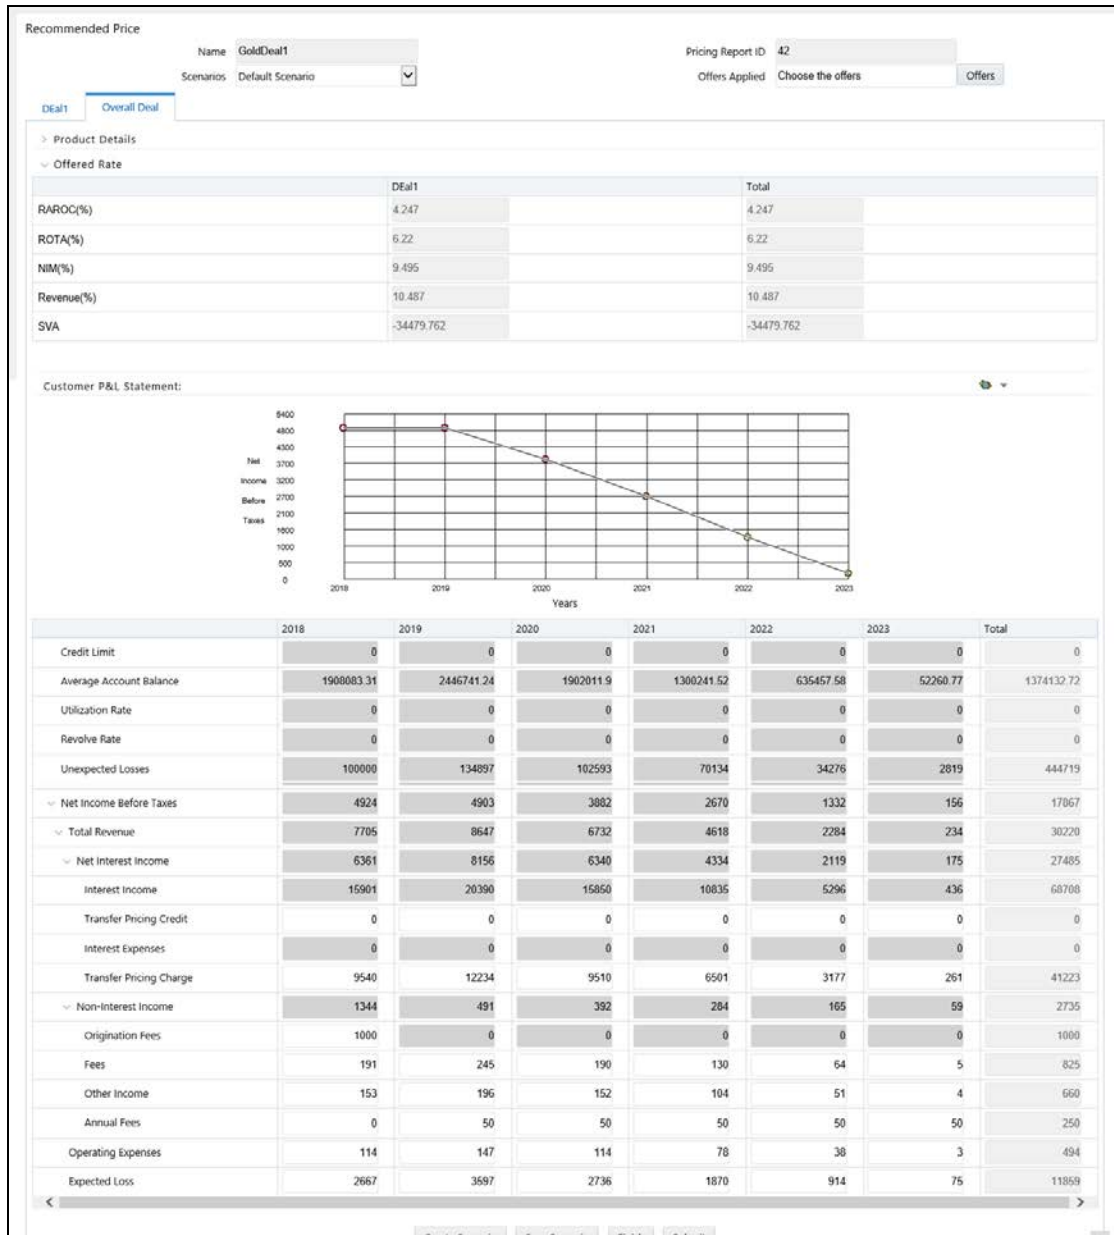 Recommended Price
Name GoldDeal1 Pricing Report ID 42
Scenarios Default Scenario Offers Applied Choose the offers Offers
DEal1 Overall Deal
> Product Details
Offered Rate
DEal1 Total
RAROC(%) 4.247 4.247
ROTA(%) 6.22 6.22
NIM(%) 9.495 9.495
Revenue(%) 10.487 10.487
SVA -34479.762 -34479.762
Customer P&L Statement:
Net Income Before Taxes
5400
4800
4300
3700
3200
2700
2100
1600
1000
500
0
2018 2019 2020 2021 2022 2023
Years
2018 2019 2020 2021 2022 2023 Total
Credit Limit 0 0 0 0 0 0 0
Average Account Balance 1908083.31 2446741.24 1902011.9 1300241.52 635457.58 52260.77 1374132.72
Utilization Rate 0 0 0 0 0 0 0
Revolve Rate 0 0 0 0 0 0 0
Unexpected Losses 100000 134897 102593 70134 34276 2819 444719
Net Income Before Taxes 4924 4903 3882 2670 1332 156 17867
Total Revenue 7705 8647 6732 4618 2284 234 30220
Net Interest Income 6361 8156 6340 4334 2119 175 27485
Interest Income 15901 20390 15850 10835 5296 436 68708
Transfer Pricing Credit 0 0 0 0 0 0 0
Interest Expenses 0 0 0 0 0 0 0
Transfer Pricing Charge 9540 12234 9510 6501 3177 261 41223
Non-Interest Income 1344 491 392 284 165 59 2735
Origination Fees 1000 0 0 0 0 0 1000
Fees 191 245 190 130 64 5 825
Other Income 153 196 152 104 51 4 660
Annual Fees 0 50 50 50 50 50 250
Operating Expenses 114 147 114 78 38 3 494
Expected Loss 2667 3597 2736 1870 914 75 11859